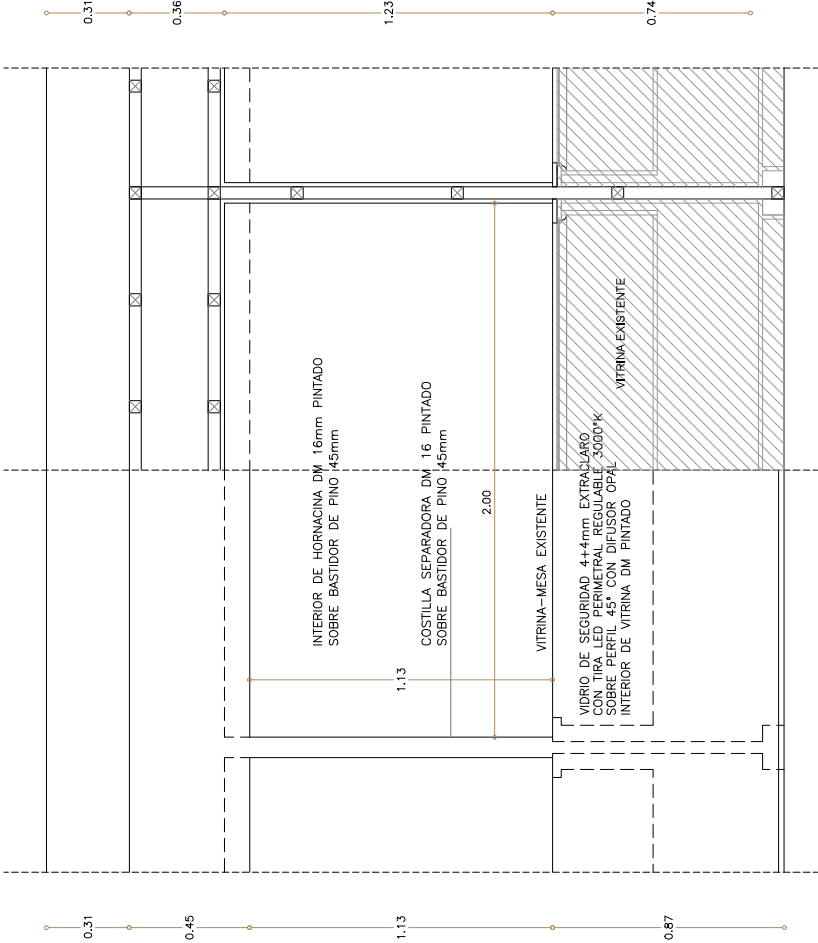 0.31
0.36
1.23
0.74
INTERIOR DE HORNACINA DM 16mm PINTADO
SOBRE BASTIDOR DE PINO 45mm
COSTILLA SEPARADORA DM 16 PINTADO
SOBRE BASTIDOR DE PINO 45mm
2.00
1.13
VITRINA-MESA EXISTENTE
VIDRIO DE SEGURIDAD 4+4mm EXTRACLARO
CON TIRA LED PERIMETRAL REGULABLE 3000°K
SOBRE PERFIL 45° CON DIFUSOR OPAL
INTERIOR DE VITRINA DM PINTADO
VITRINA EXISTENTE
0.31
0.45
1.13
0.87